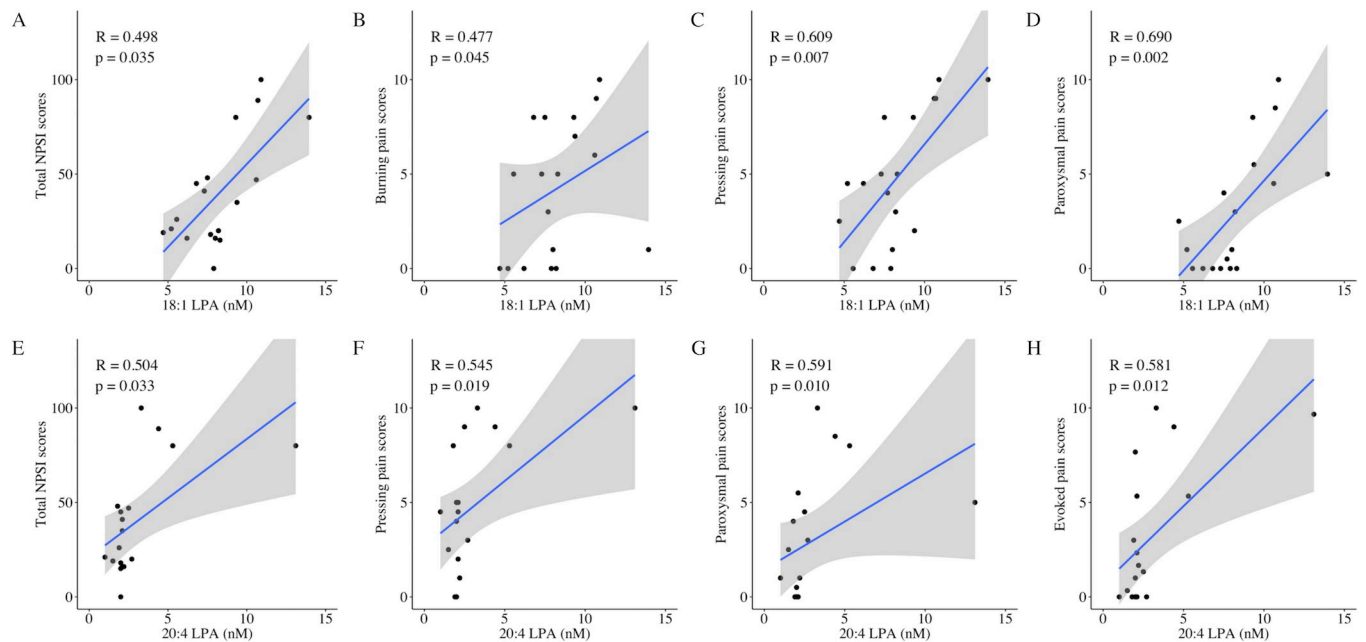 A
R = 0.498
p = 0.035
Total NPSI scores
100
50
0
0 5 10 15
18:1 LPA (nM)
B
R = 0.477
p = 0.045
Burning pain scores
10
5
0
0 5 10 15
18:1 LPA (nM)
C
R = 0.609
p = 0.007
Pressing pain scores
10
5
0
0 5 10 15
18:1 LPA (nM)
D
R = 0.690
p = 0.002
Paroxysmal pain scores
10
5
0
0 5 10 15
18:1 LPA (nM)
E
R = 0.504
p = 0.033
Total NPSI scores
100
50
0
0 5 10 15
20:4 LPA (nM)
F
R = 0.545
p = 0.019
Pressing pain scores
10
5
0
0 5 10 15
20:4 LPA (nM)
G
R = 0.591
p = 0.010
Paroxysmal pain scores
10
5
0
0 5 10 15
20:4 LPA (nM)
H
R = 0.581
p = 0.012
Evoked pain scores
10
5
0
0 5 10 15
20:4 LPA (nM)